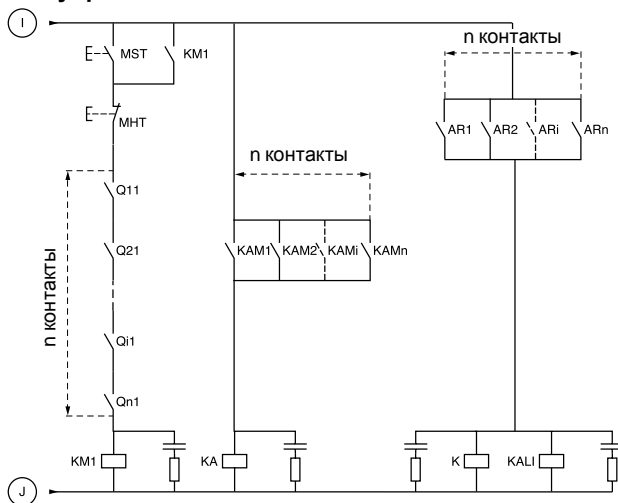 I
MST
KM1
n контакты
MHT
AR1
AR2
ARi
ARn
n контакты
Q11
n контакты
Q21
KAM1
KAM2
KAMi
KAMn
Qi1
Qn1
KM1
KA
K
KALI
J